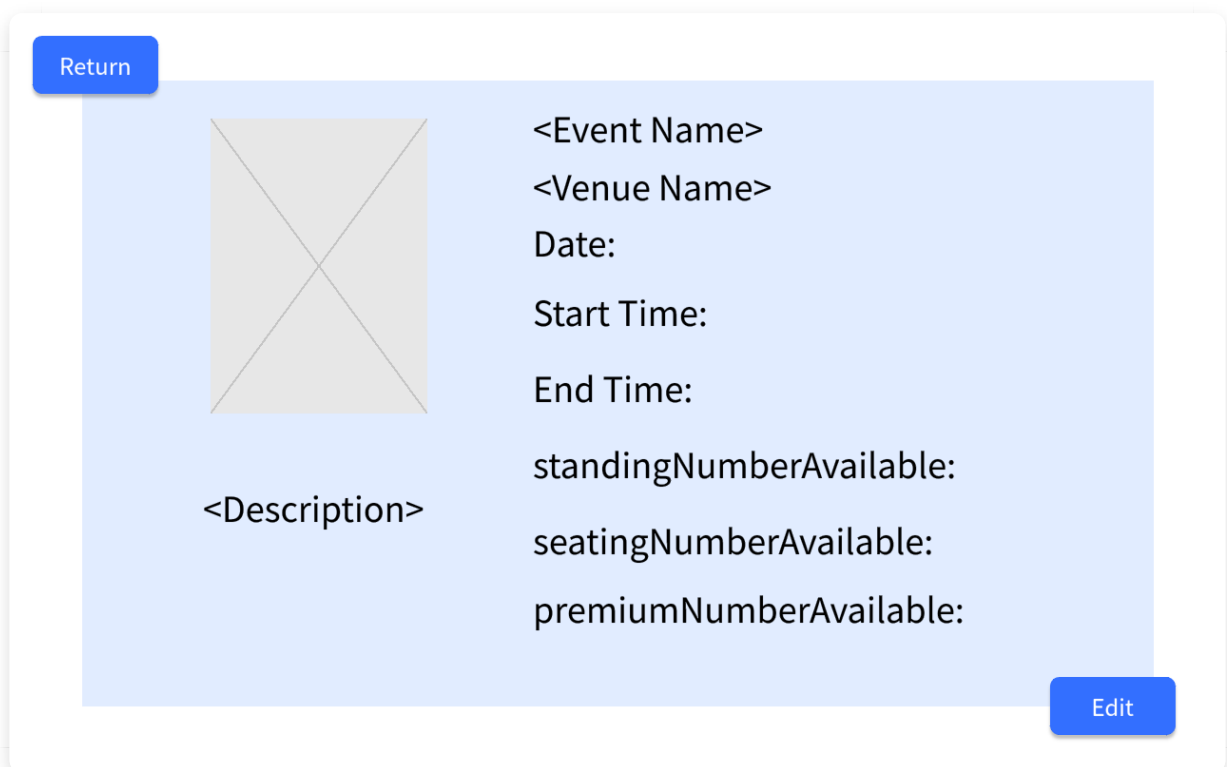 Return
<Event Name>
<Venue Name>
Date:
Start Time:
End Time:
standingNumberAvailable:
<Description>
seatingNumberAvailable:
premiumNumberAvailable:
Edit